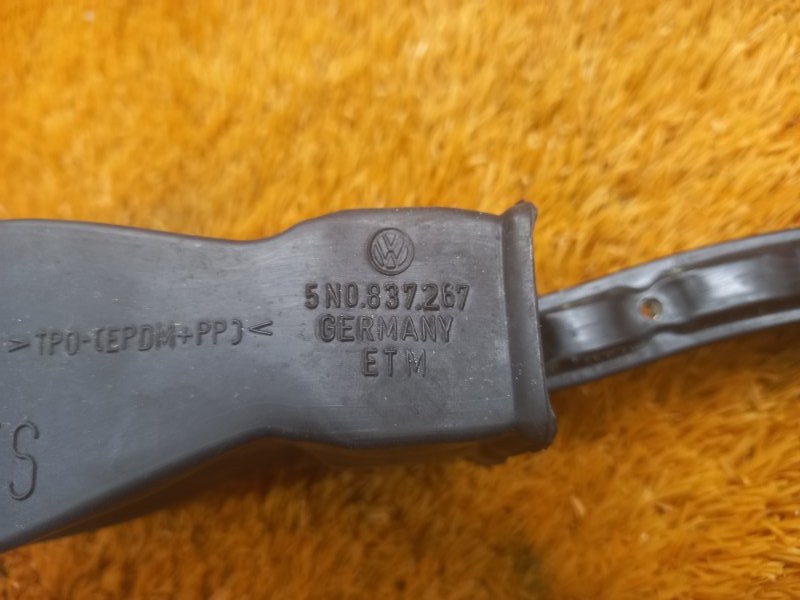 5N0.837.267
GERMANY
ETM
>TPO-(EPDM+PP)<
S